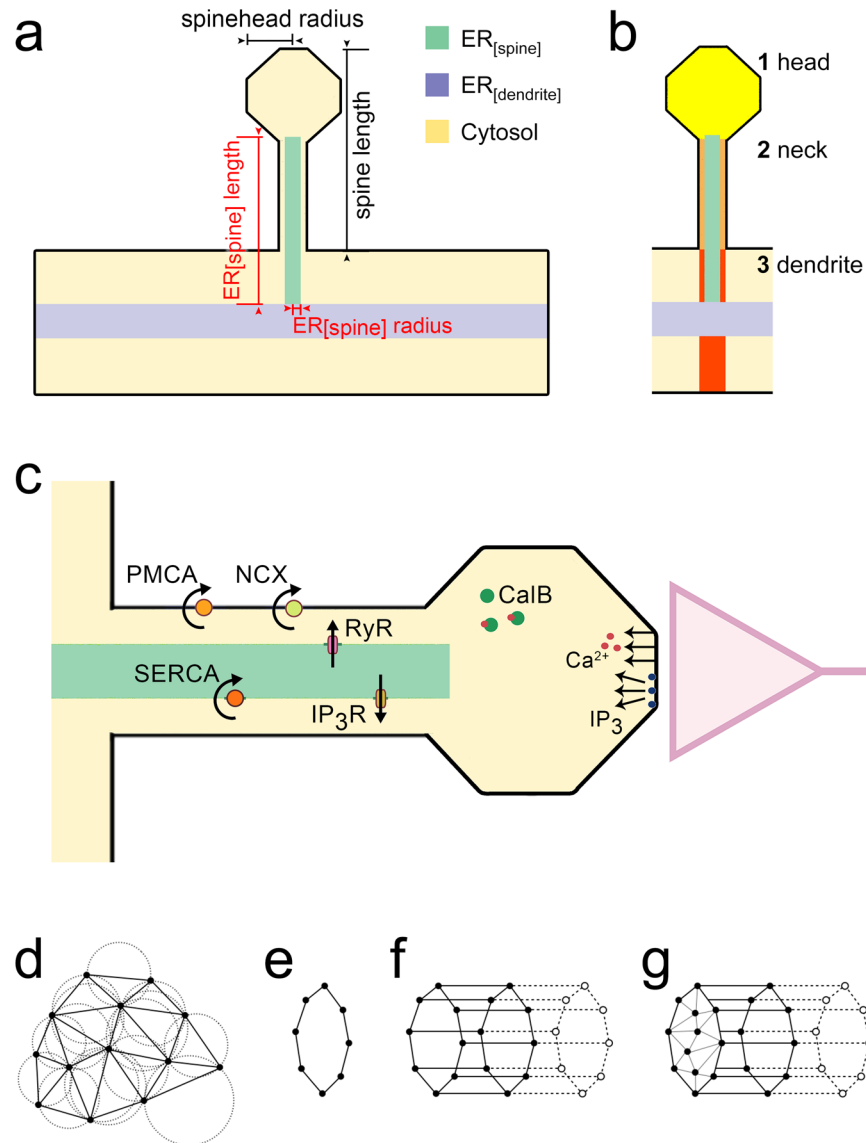 a
spinehead radius
ER[spine] length
spine length
ER[spine] radius
ER[spine]
ER[dendrite]
Cytosol
b
1 head
2 neck
3 dendrite
c
PMCA
NCX
RyR
SERCA
IP3R
CalB
Ca2+
IP3
d
e
f
g